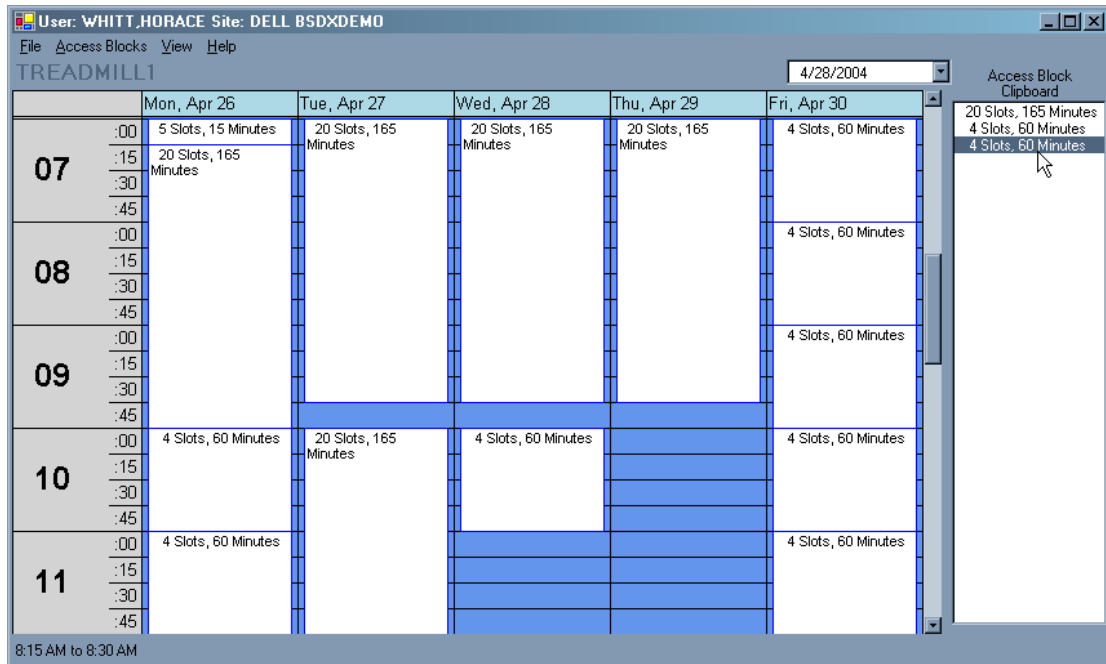 User: WHITT,HORACE Site: DELL BSDXDEMO
File Access Blocks View Help
TREADMILL1
4/28/2004
Access Block
Clipboard
20 Slots, 165 Minutes
4 Slots, 60 Minutes
4 Slots, 60 Minutes
Mon, Apr 26 Tue, Apr 27 Wed, Apr 28 Thu, Apr 29 Fri, Apr 30
07 :00 5 Slots, 15 Minutes 20 Slots, 165 20 Slots, 165 20 Slots, 165 4 Slots, 60 Minutes
Minutes Minutes Minutes
:15 20 Slots, 165
Minutes
:30
:45
08 :00 4 Slots, 60 Minutes
:15
:30
:45
09 :00 4 Slots, 60 Minutes
:15
:30
:45
10 :00 4 Slots, 60 Minutes 20 Slots, 165 4 Slots, 60 Minutes 4 Slots, 60 Minutes
Minutes
:15
:30
:45
11 :00 4 Slots, 60 Minutes 4 Slots, 60 Minutes
:15
:30
:45
8:15 AM to 8:30 AM